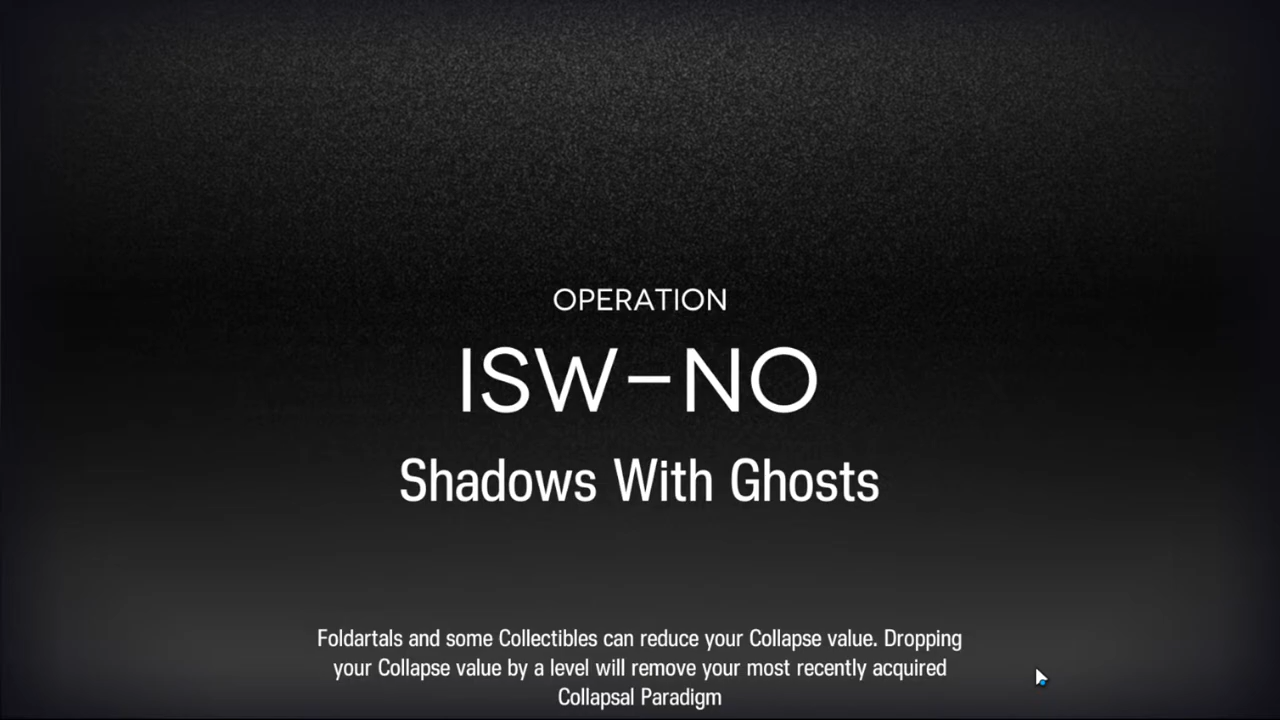 OPERATION
ISW-NO
Shadows With Ghosts
Foldartals and some Collectibles can reduce your Collapse value. Dropping
your Collapse value by a level will remove your most recently acquired
Collapsal Paradigm